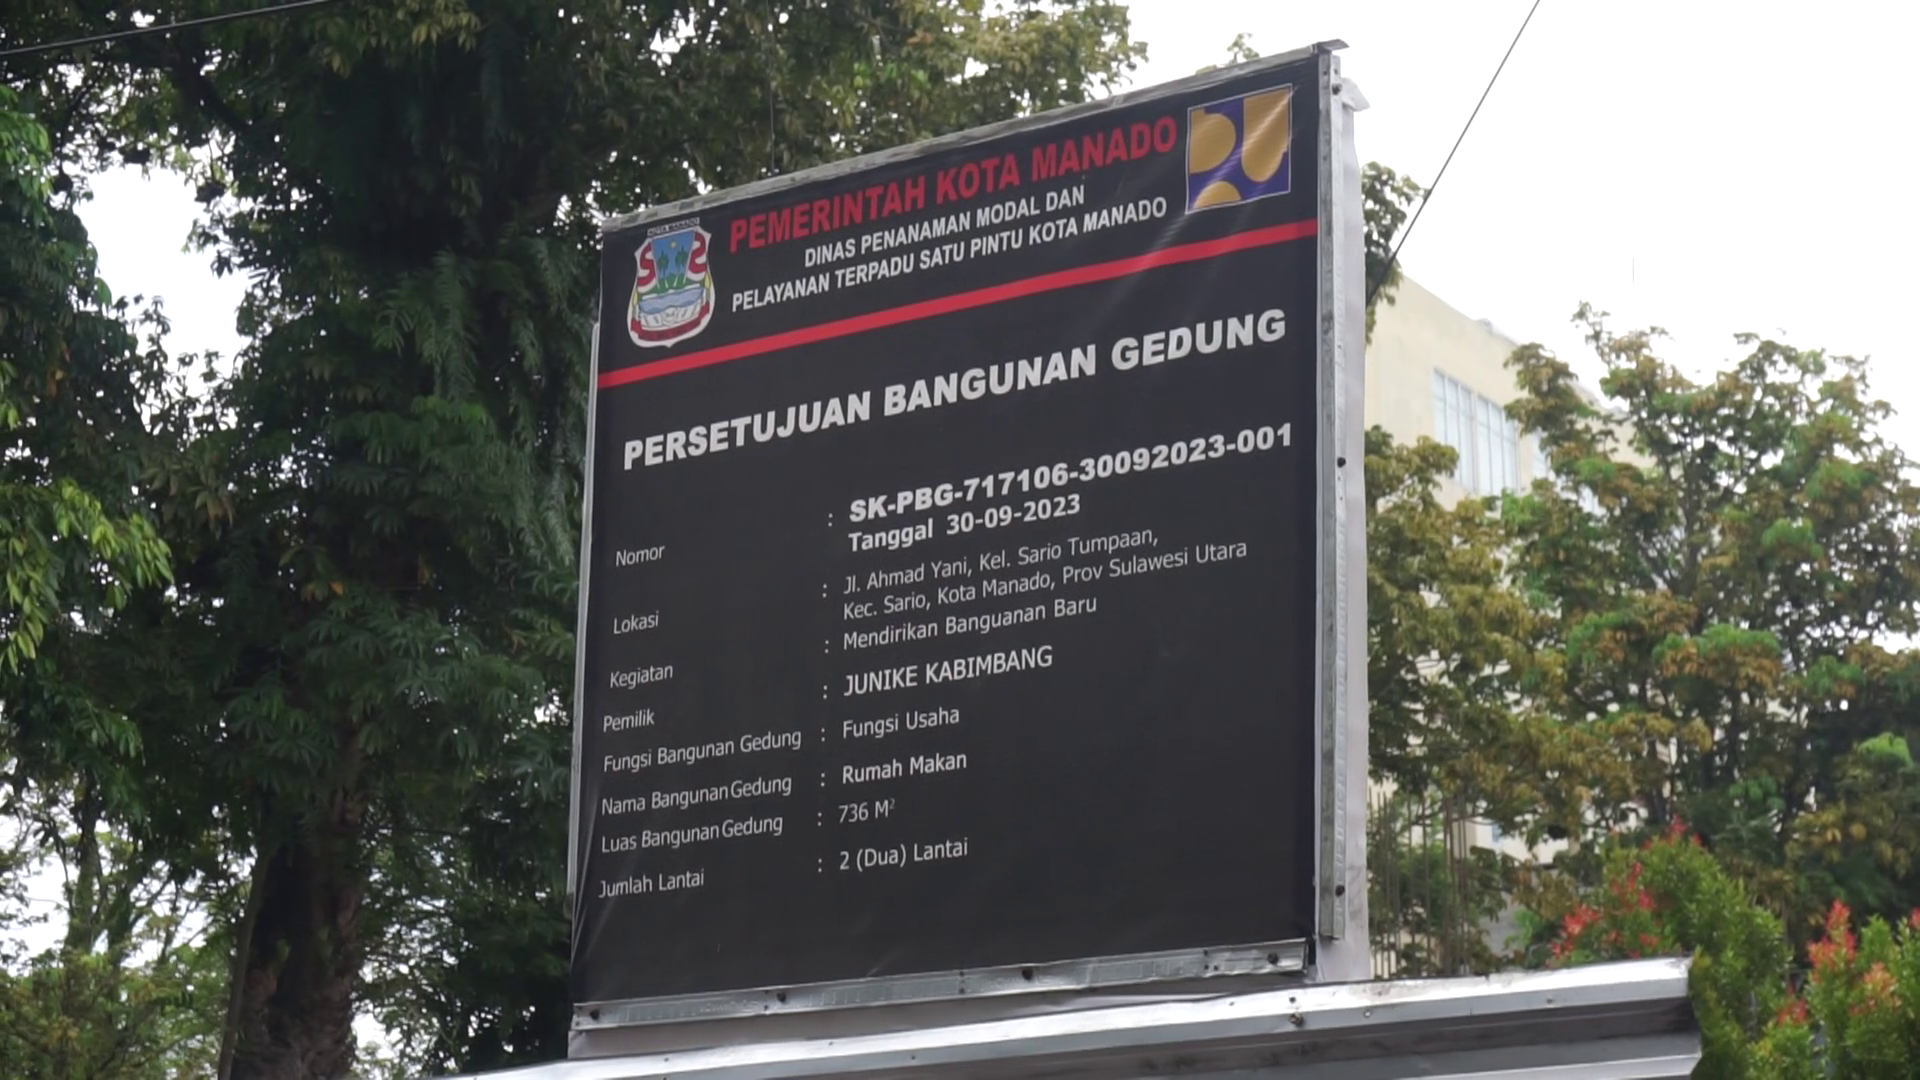 PEMERINTAH KOTA MANADO
DINAS PENANAMAN MODAL DAN
PELAYANAN TERPADU SATU PINTU KOTA MANADO
KOTA MANADO
PERSETUJUAN BANGUNAN GEDUNG
Nomor : SK-PBG-717106-30092023-001
Tanggal 30-09-2023
Lokasi : Jl. Ahmad Yani, Kel. Sario Tumpaan,
Kec. Sario, Kota Manado, Prov Sulawesi Utara
Kegiatan : Mendirikan Banguanan Baru
Pemilik : JUNIKE KABIMBANG
Fungsi Bangunan Gedung : Fungsi Usaha
Nama Bangunan Gedung : Rumah Makan
Luas Bangunan Gedung : 736 M²
Jumlah Lantai : 2 (Dua) Lantai